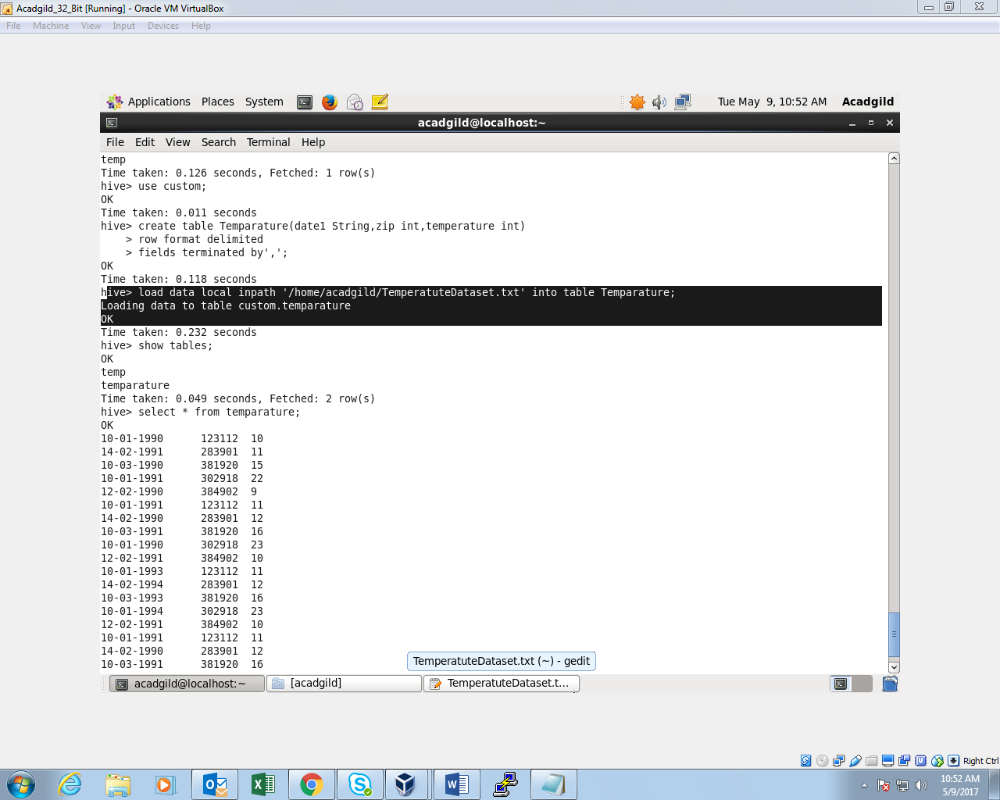 Acadgild_32_Bit [Running] - Oracle VM VirtualBox
File Machine View Input Devices Help
Applications Places System Tue May 9, 10:52 AM Acadgild
acadgild@localhost:~
File Edit View Search Terminal Help
temp
Time taken: 0.126 seconds, Fetched: 1 row(s)
hive> use custom;
OK
Time taken: 0.011 seconds
hive> create table Temparature(date1 String,zip int,temperature int)
> row format delimited
> fields terminated by',';
OK
Time taken: 0.118 seconds
hive> load data local inpath '/home/acadgild/TemperatuteDataset.txt' into table Temparature;
Loading data to table custom.temparature
OK
Time taken: 0.232 seconds
hive> show tables;
OK
temp
temparature
Time taken: 0.049 seconds, Fetched: 2 row(s)
hive> select * from temparature;
OK
10-01-1990 123112 10
14-02-1991 283901 11
10-03-1990 381920 15
10-01-1991 302918 22
12-02-1990 384902 9
10-01-1991 123112 11
14-02-1990 283901 12
10-03-1991 381920 16
10-01-1990 302918 23
12-02-1991 384902 10
10-01-1993 123112 11
14-02-1994 283901 12
10-03-1993 381920 16
10-01-1994 302918 23
12-02-1991 384902 10
10-01-1991 123112 11
14-02-1990 283901 12
10-03-1991 381920 16
TemperatuteDataset.txt (~) - gedit
acadgild@localhost:~ [acadgild] TemperatuteDataset.t...
Right Ctrl
10:52 AM
5/9/2017